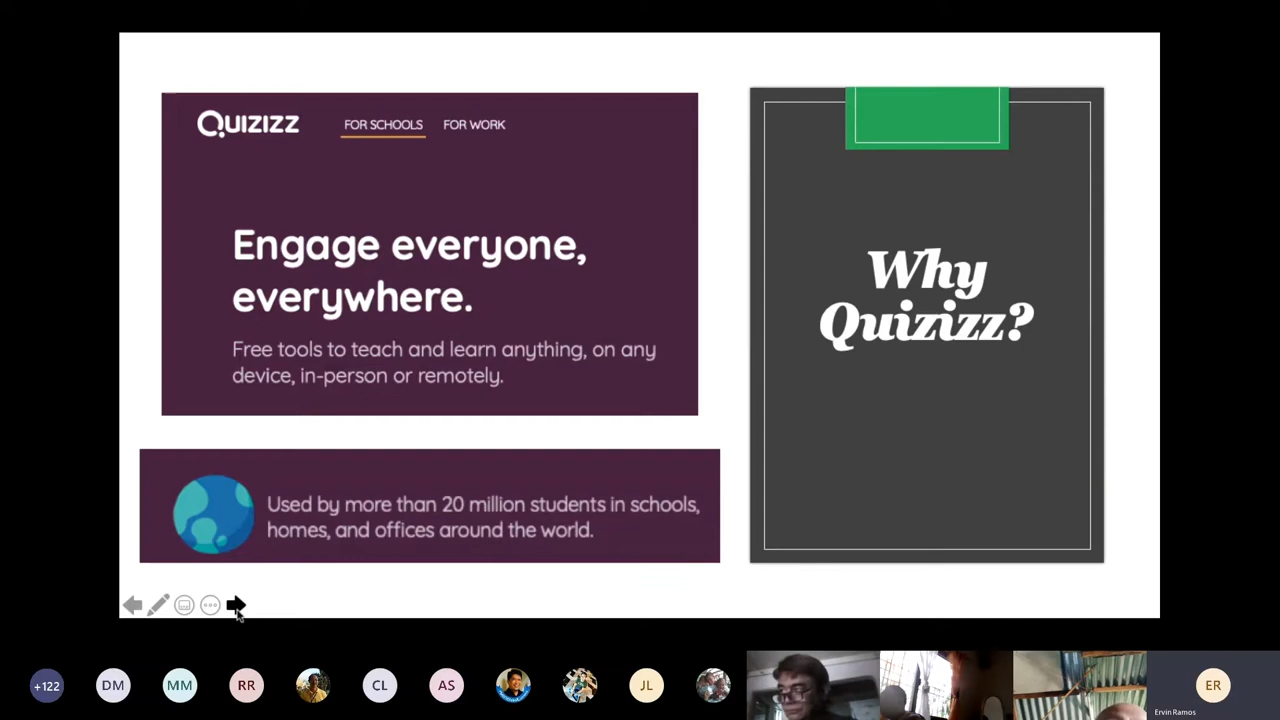 QUIZIZZ FOR SCHOOLS FOR WORK
Engage everyone,
everywhere.
Free tools to teach and learn anything, on any
device, in-person or remotely.
Used by more than 20 million students in schools,
homes, and offices around the world.
Why
Quizizz?
+122 DM MM RR CL AS JL ER
Ervin Ramos